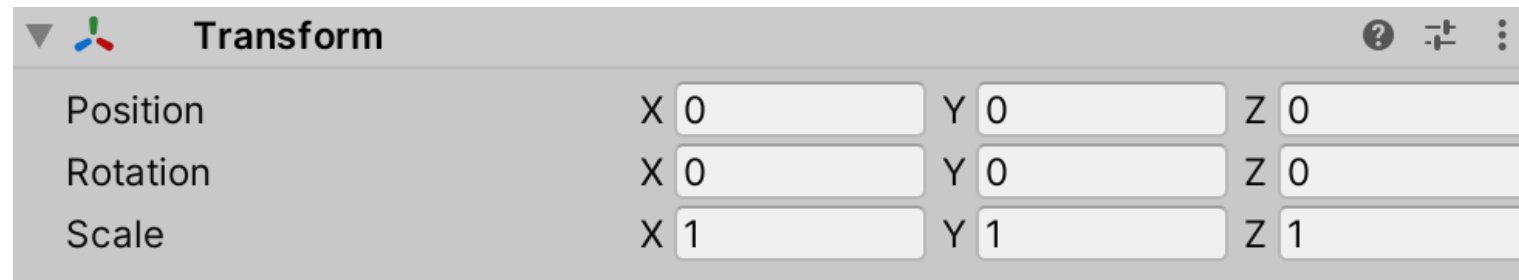 Transform
Position X 0 Y 0 Z 0
Rotation X 0 Y 0 Z 0
Scale X 1 Y 1 Z 1